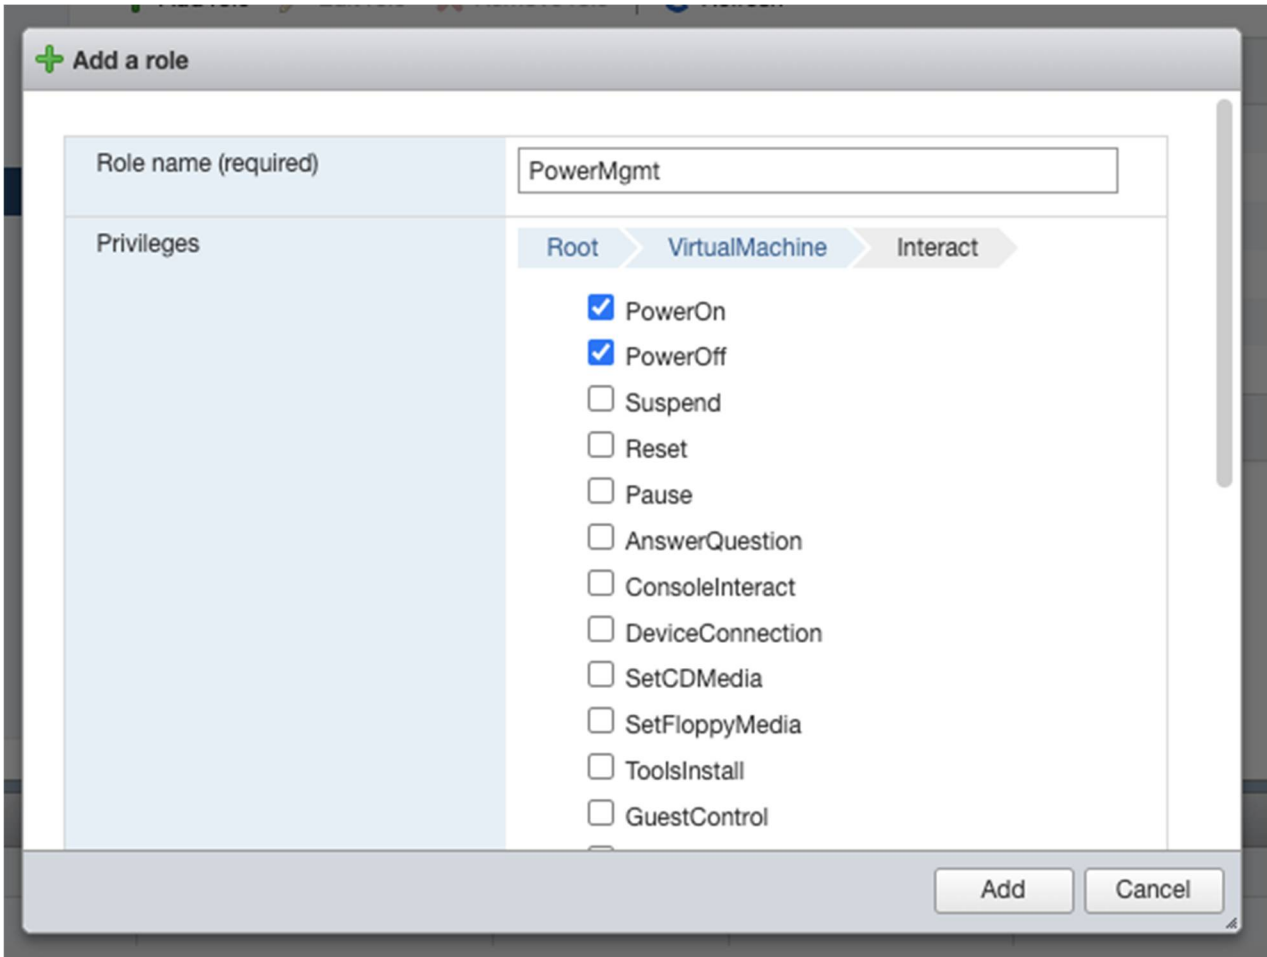 Add a role
Role name (required)
PowerMgmt
Privileges
Root VirtualMachine Interact
PowerOn
PowerOff
Suspend
Reset
Pause
AnswerQuestion
ConsoleInteract
DeviceConnection
SetCDMedia
SetFloppyMedia
ToolsInstall
GuestControl
Add Cancel